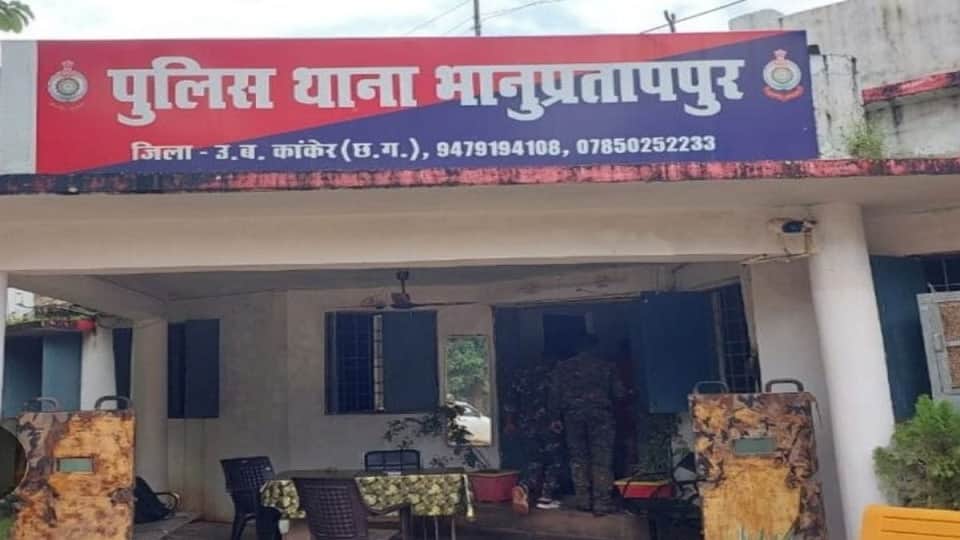 पुलिस थाना भानुप्रतापपुर
जिला - उ.ब. कांकेर (छ.ग.), 9479194108, 07850252233